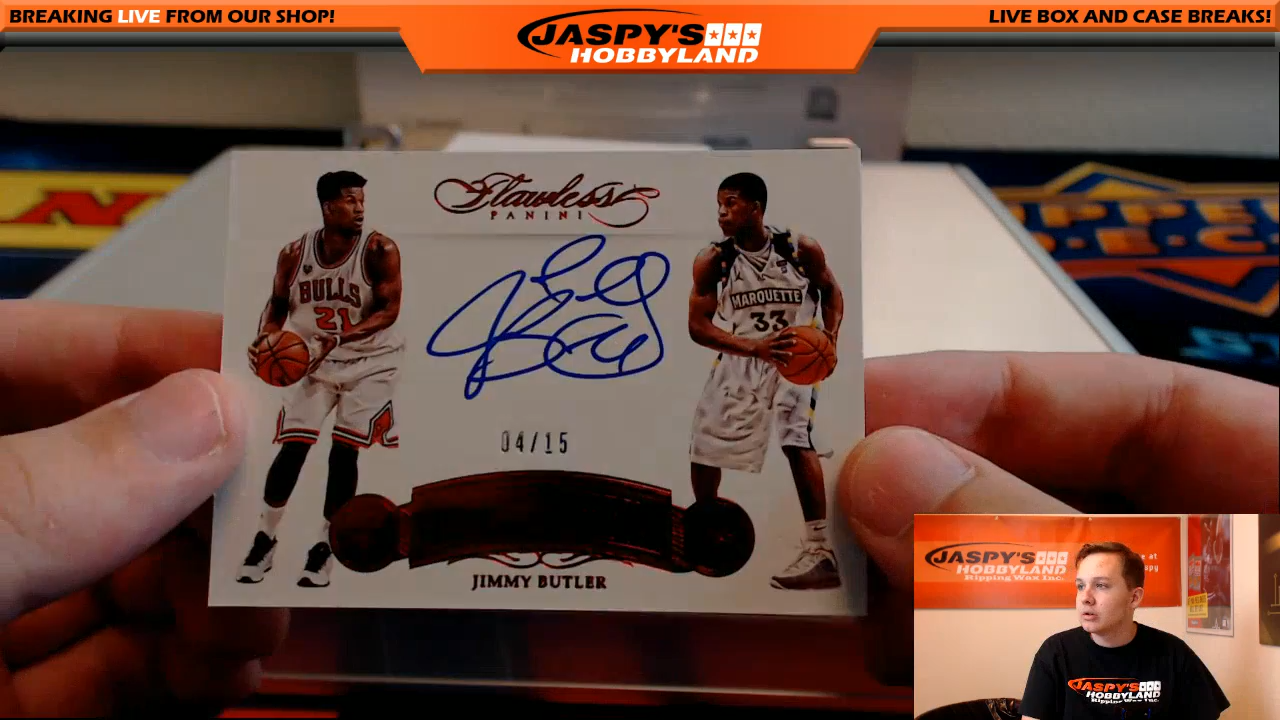 BREAKING LIVE FROM OUR SHOP!
JASPY'S
HOBBYLAND
LIVE BOX AND CASE BREAKS!
Flawless
PANINI
BULLS
21
MARQUETTE
33
04/15
JIMMY BUTLER
JASPY'S
HOBBYLAND
Ripping Wax Inc.
JASPY'S
HOBBYLAND
Ripping Wax Inc.